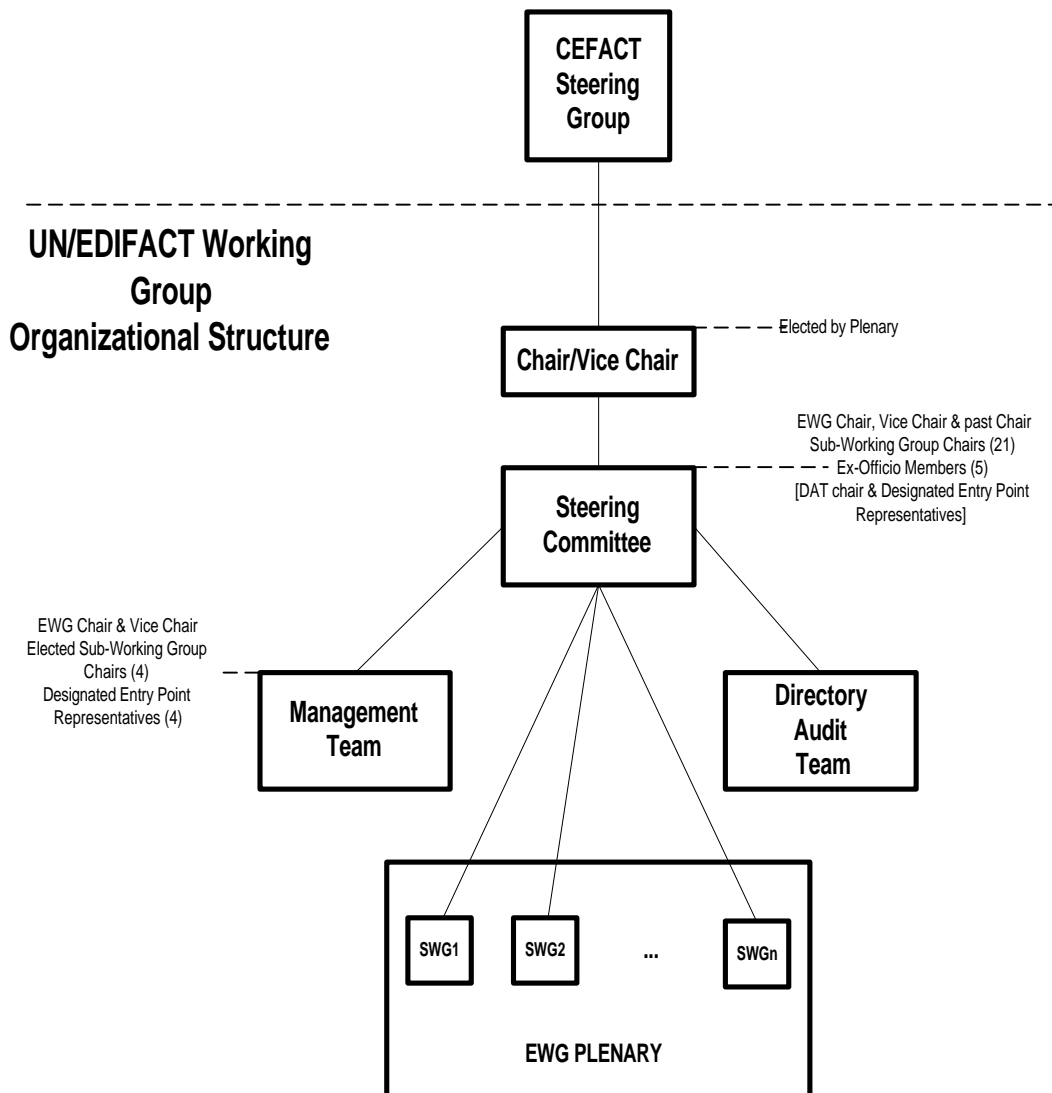 CEFACT
Steering
Group
UN/EDIFACT Working
Group
Organizational Structure
Elected by Plenary
Chair/Vice Chair
EWG Chair, Vice Chair & past Chair
Sub-Working Group Chairs (21)
Ex-Officio Members (5)
[DAT chair & Designated Entry Point
Representatives]
Steering
Committee
EWG Chair & Vice Chair
Elected Sub-Working Group
Chairs (4)
Designated Entry Point
Representatives (4)
Management
Team
Directory
Audit
Team
SWG1
SWG2
...
SWGn
EWG PLENARY